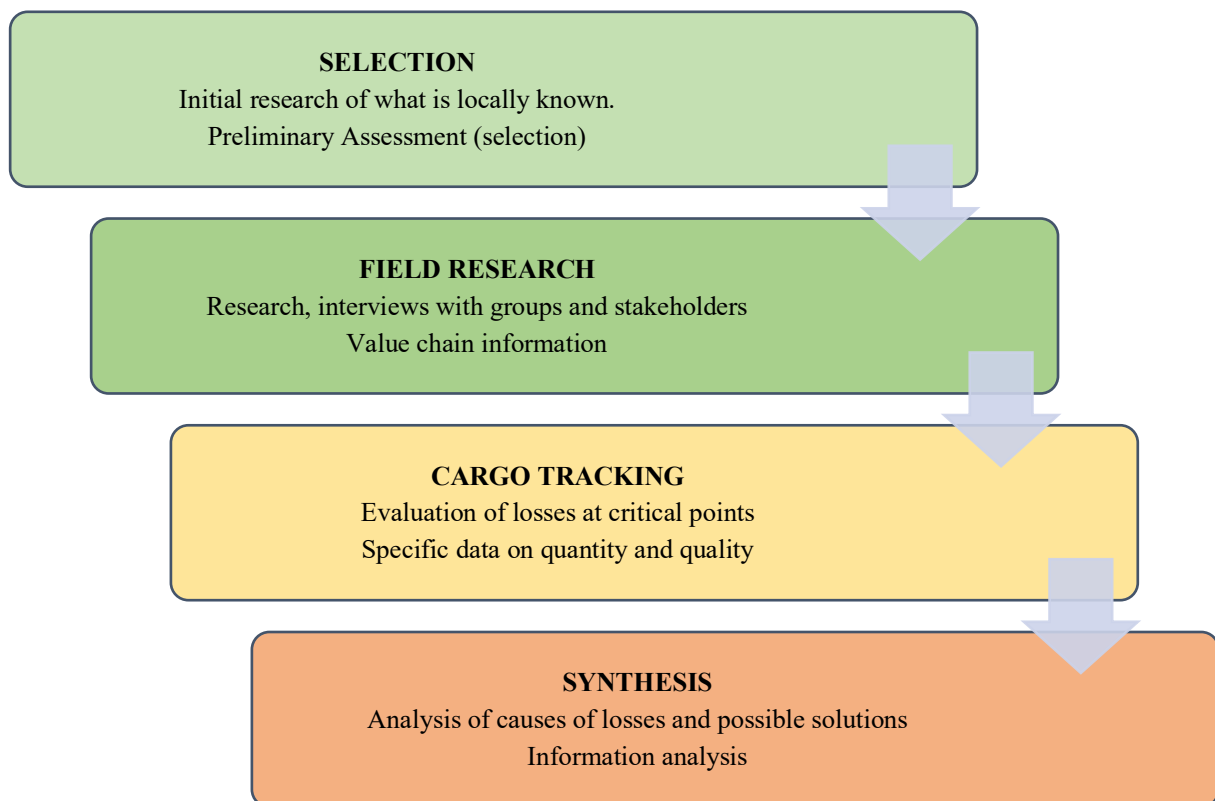 SELECTION
Initial research of what is locally known.
Preliminary Assessment (selection)
FIELD RESEARCH
Research, interviews with groups and stakeholders
Value chain information
CARGO TRACKING
Evaluation of losses at critical points
Specific data on quantity and quality
SYNTHESIS
Analysis of causes of losses and possible solutions
Information analysis